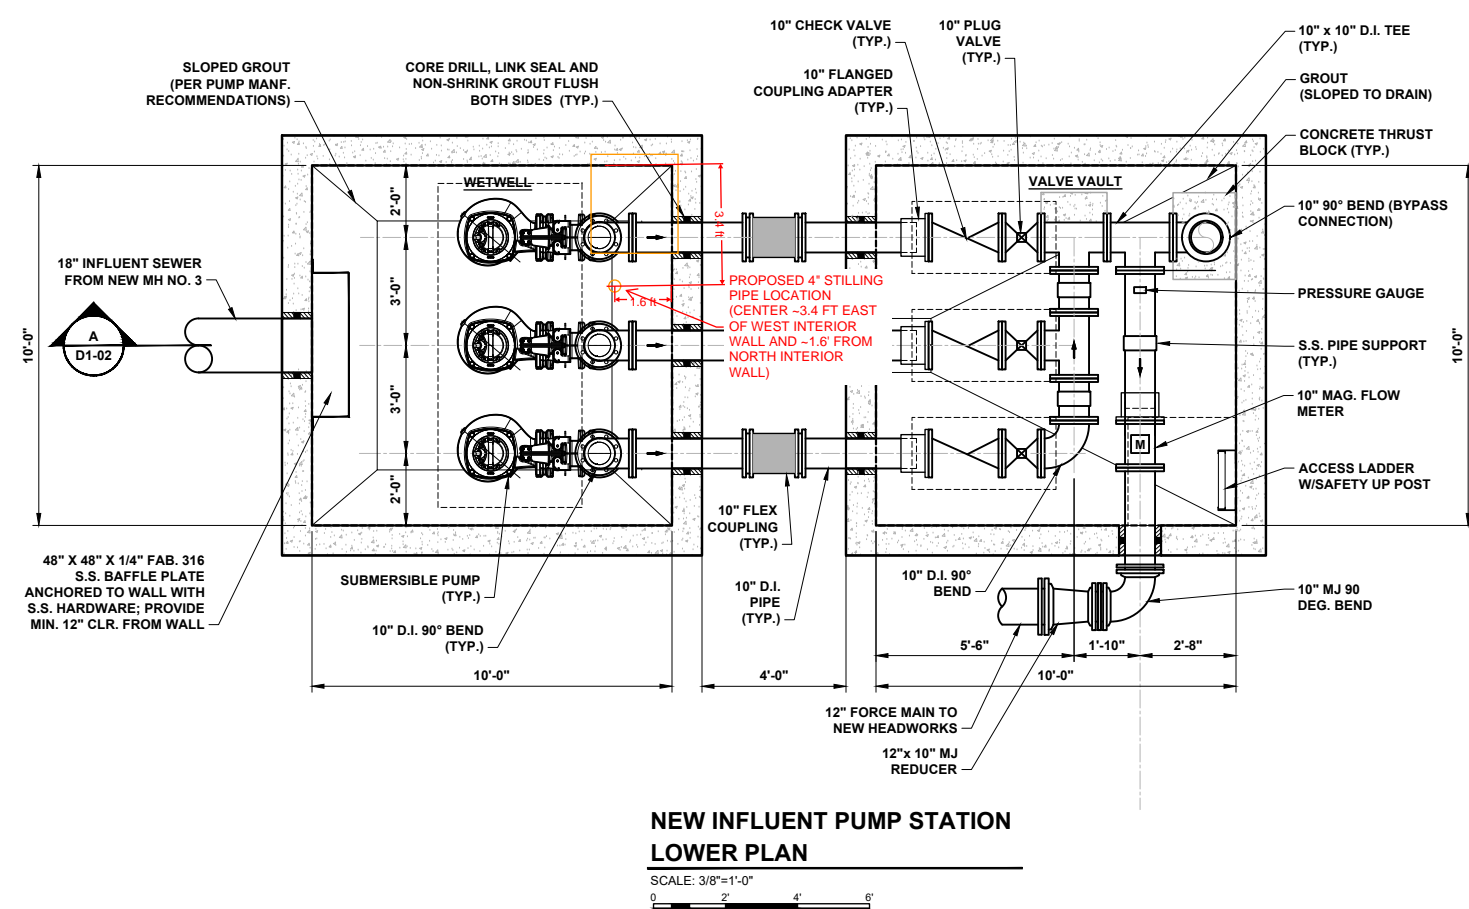 10" CHECK VALVE
(TYP.)
10" PLUG
VALVE
(TYP.)
10" x 10" D.I. TEE
(TYP.)
SLOPED GROUT
(PER PUMP MANF.
RECOMMENDATIONS)
CORE DRILL, LINK SEAL AND
NON-SHRINK GROUT FLUSH
BOTH SIDES (TYP.)
10" FLANGED
COUPLING ADAPTER
(TYP.)
GROUT
(SLOPED TO DRAIN)
CONCRETE THRUST
BLOCK (TYP.)
WETWELL
VALVE VAULT
2'-0"
3.4 ft
10" 90° BEND (BYPASS
CONNECTION)
18" INFLUENT SEWER
FROM NEW MH NO. 3
3'-0"
1.6 ft
PROPOSED 4" STILLING
PIPE LOCATION
(CENTER ~3.4 FT EAST
OF WEST INTERIOR
WALL AND ~1.6' FROM
NORTH INTERIOR
WALL)
PRESSURE GAUGE
A
D1-02
10'-0"
10'-0"
S.S. PIPE SUPPORT
(TYP.)
3'-0"
10" MAG. FLOW
METER
M
2'-0"
ACCESS LADDER
W/SAFETY UP POST
10" FLEX
COUPLING
(TYP.)
48" X 48" X 1/4" FAB. 316
S.S. BAFFLE PLATE
ANCHORED TO WALL WITH
S.S. HARDWARE; PROVIDE
MIN. 12" CLR. FROM WALL
SUBMERSIBLE PUMP
(TYP.)
10" D.I. 90° BEND
(TYP.)
10" D.I.
PIPE
(TYP.)
10" D.I. 90°
BEND
10" MJ 90
DEG. BEND
5'-6"
1'-10"
2'-8"
10'-0"
4'-0"
10'-0"
12" FORCE MAIN TO
NEW HEADWORKS
12"x 10" MJ
REDUCER
NEW INFLUENT PUMP STATION
LOWER PLAN
SCALE: 3/8"=1'-0"
0 2' 4' 6'